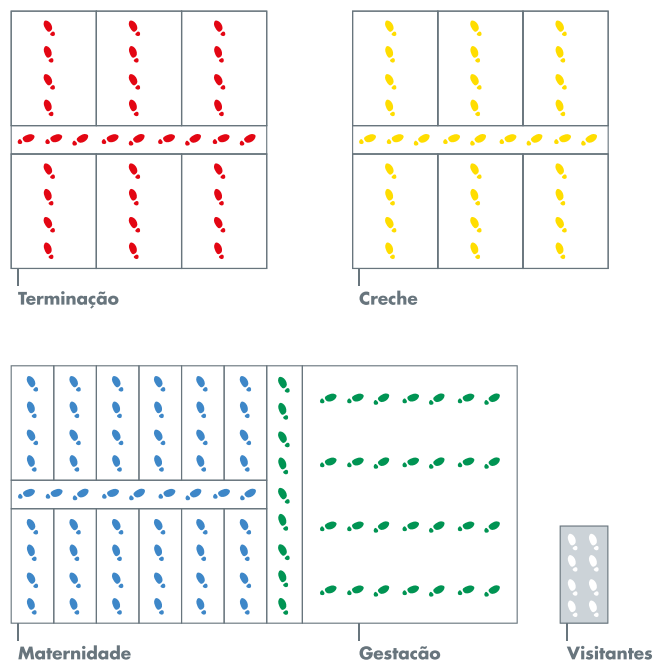 Terminação
Creche
Maternidade
Gestacão
Visitantes